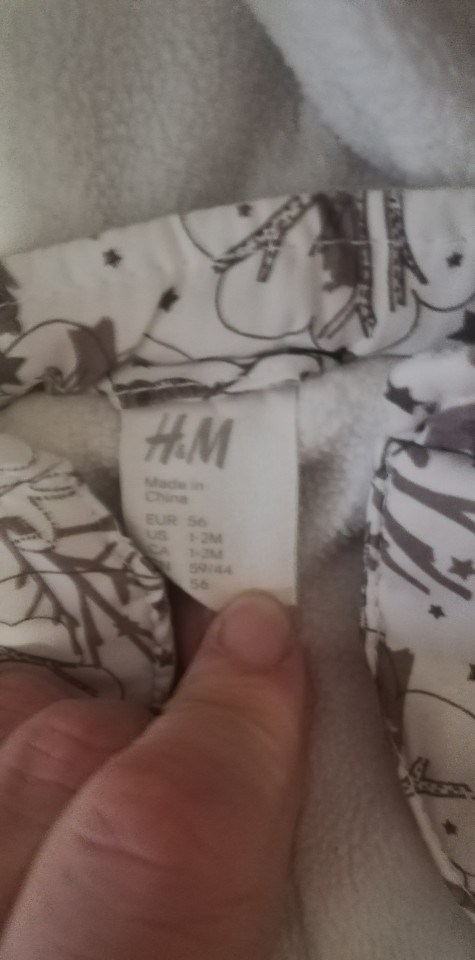 H&M
Made in
China
EUR 56
US 1-2M
CA 1-2M
59/44
56